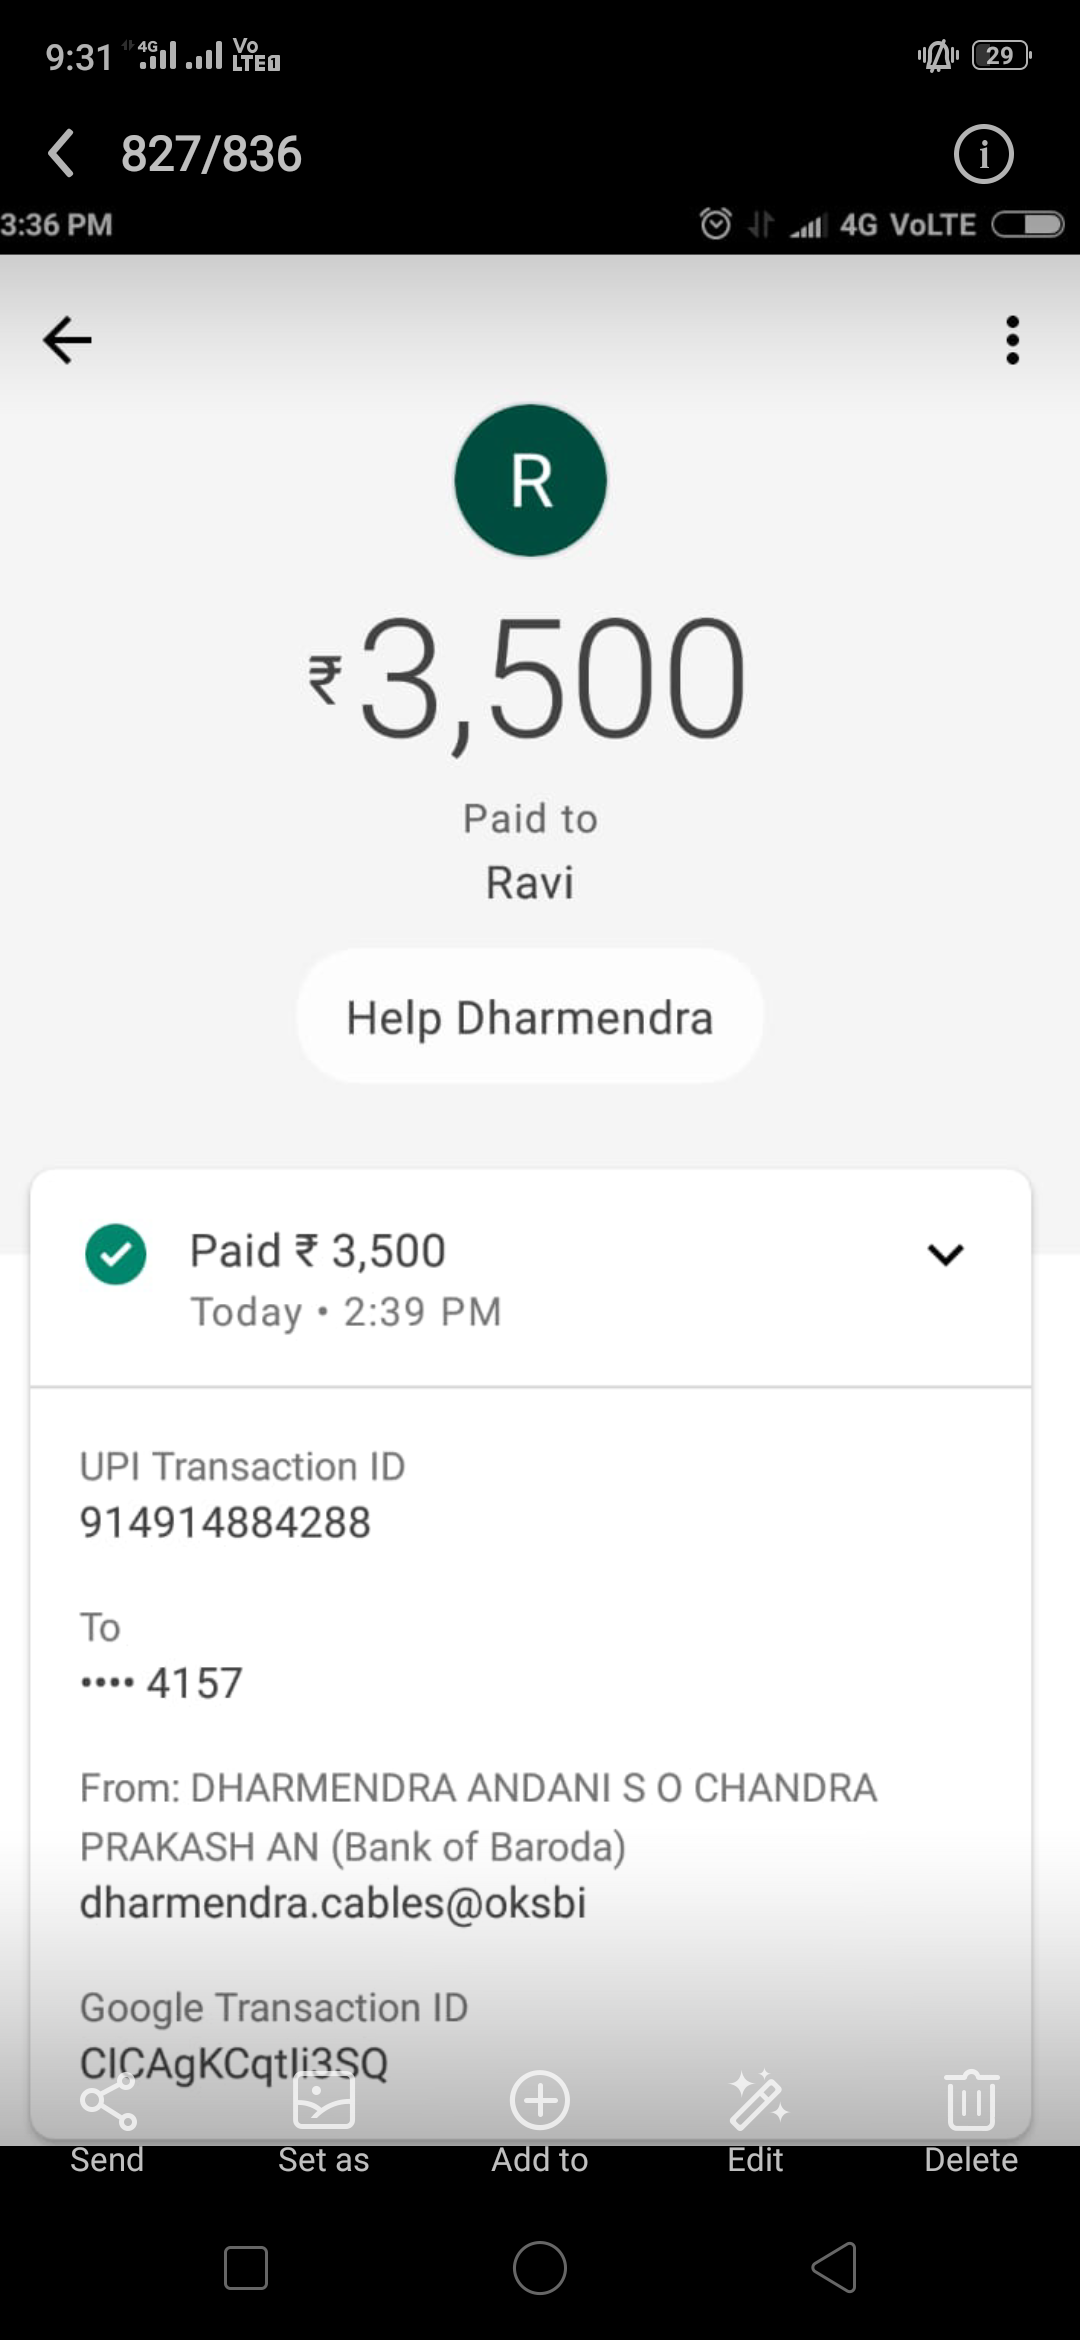 9:31 4G Vo LTE1 29
827/836
3:36 PM 4G VoLTE
R
₹3,500
Paid to
Ravi
Help Dharmendra
Paid ₹ 3,500
Today • 2:39 PM
UPI Transaction ID
914914884288
To
•••• 4157
From: DHARMENDRA ANDANI S O CHANDRA
PRAKASH AN (Bank of Baroda)
dharmendra.cables@oksbi
Google Transaction ID
Send Set as Add to Edit Delete